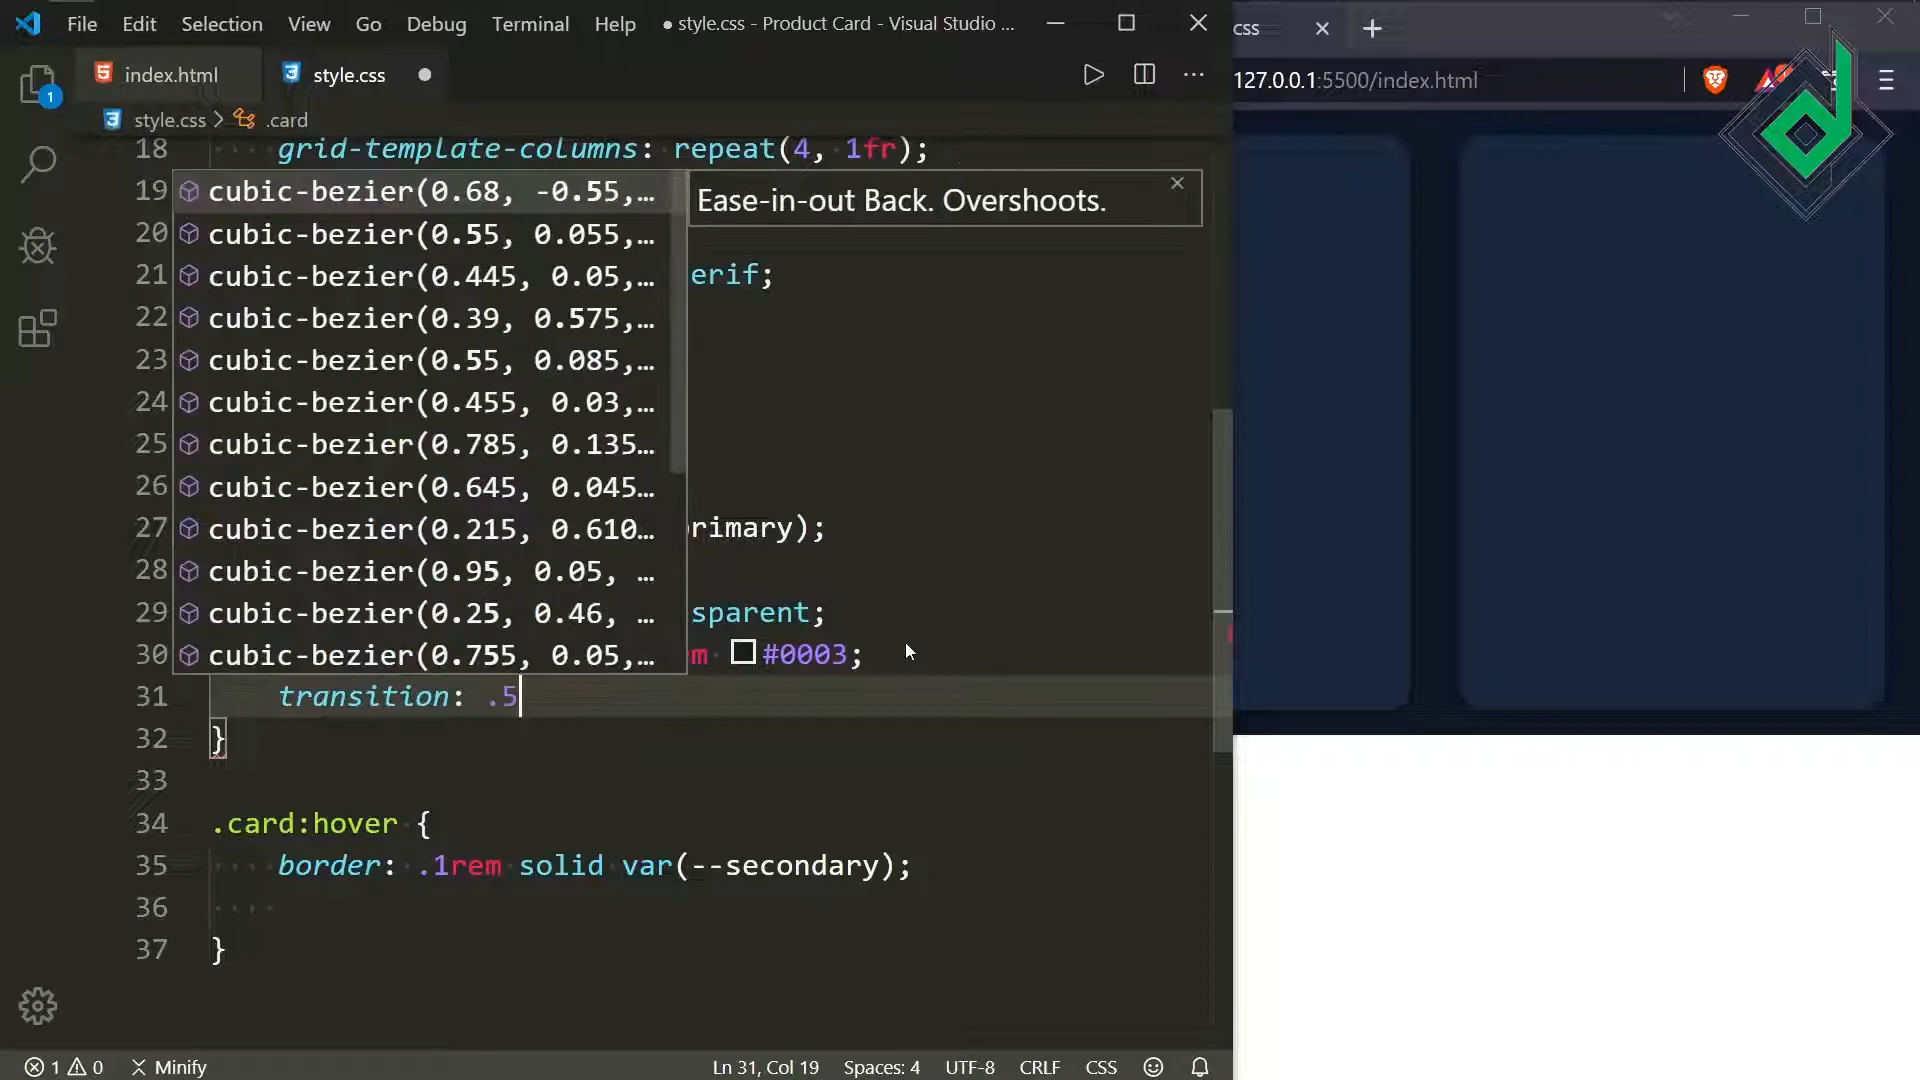 File Edit Selection View Go Debug Terminal Help ● style.css - Product Card - Visual Studio ...
css
index.html style.css
127.0.0.1:5500/index.html
1
style.css > .card
18 grid-template-columns: repeat(4, 1fr);
19 cubic-bezier(0.68, -0.55,… Ease-in-out Back. Overshoots.
20 cubic-bezier(0.55, 0.055,…
21 cubic-bezier(0.445, 0.05,… erif;
22 cubic-bezier(0.39, 0.575,…
23 cubic-bezier(0.55, 0.085,…
24 cubic-bezier(0.455, 0.03,…
25 cubic-bezier(0.785, 0.135…
26 cubic-bezier(0.645, 0.045…
27 cubic-bezier(0.215, 0.610… rimary);
28 cubic-bezier(0.95, 0.05, …
29 cubic-bezier(0.25, 0.46, … sparent;
30 cubic-bezier(0.755, 0.05,… m #0003;
31 transition: .5
32 }
33
34 .card:hover {
35 border: .1rem solid var(--secondary);
36
37 }
1 0 Minify Ln 31, Col 19 Spaces: 4 UTF-8 CRLF CSS